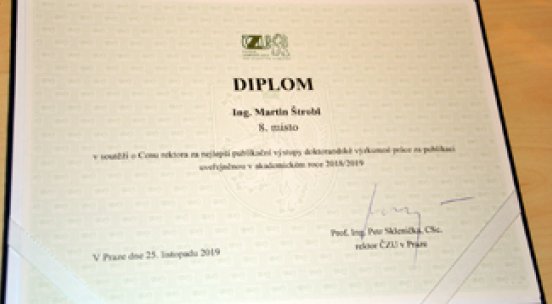 DIPLOM
Ing. Martin Štrobl
8. místo
v soutěži o Cenu rektora za nejlepší publikační výstupy doktorandské výzkumné práce za publikaci
uveřejněnou v akademickém roce 2018/2019
Prof. Ing. Petr Sklenička, CSc.
rektor ČZU v Praze
V Praze dne 25. listopadu 2019